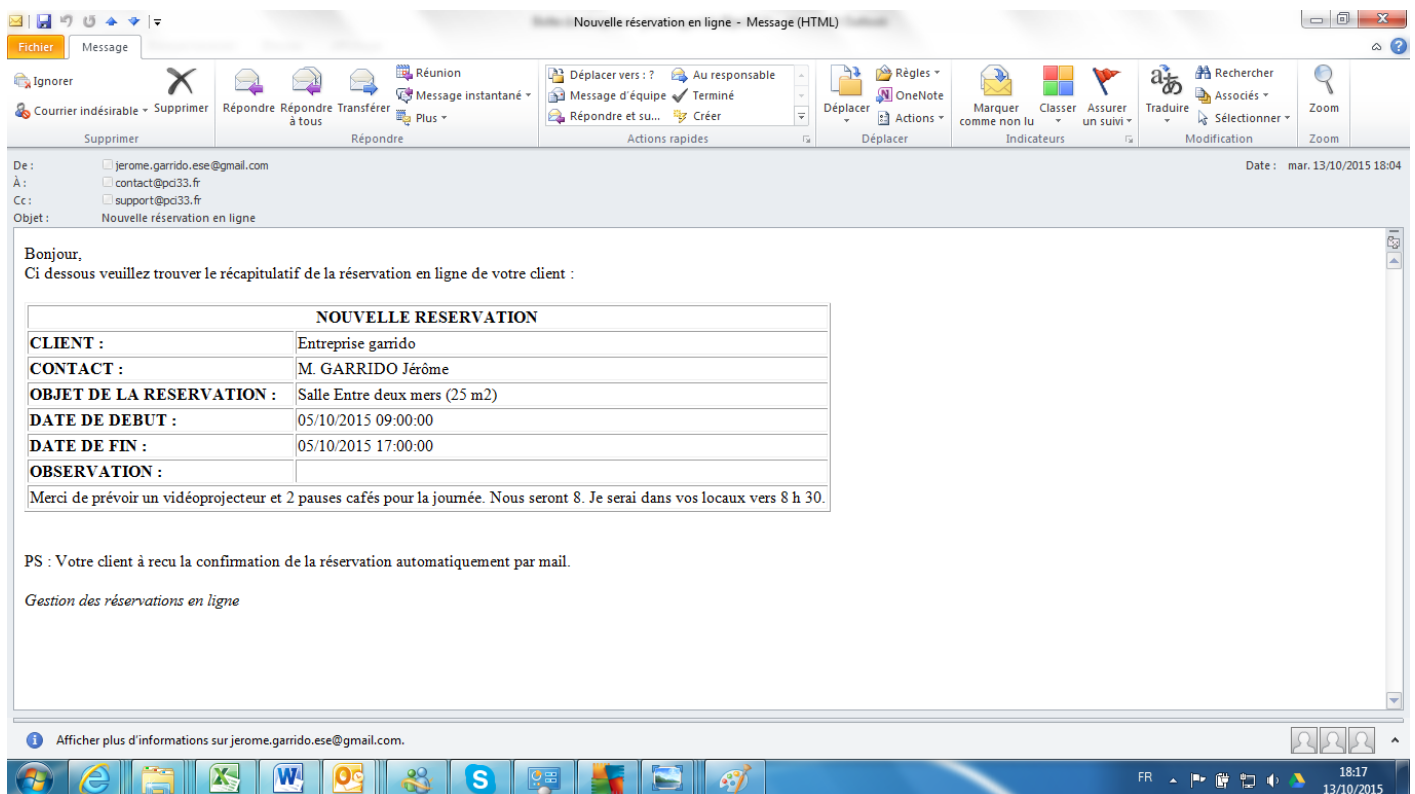 Nouvelle réservation en ligne - Message (HTML)
Fichier Message
Ignorer
Courrier indésirable
Supprimer
Supprimer
Répondre
Répondre à tous
Transférer
Réunion
Message instantané
Plus
Répondre
Déplacer vers : ?
Message d'équipe
Répondre et su...
Au responsable
Terminé
Créer
Actions rapides
Déplacer
Règles
OneNote
Actions
Déplacer
Marquer comme non lu
Classer
Assurer un suivi
Indicateurs
Traduire
Rechercher
Associés
Sélectionner
Modification
Zoom
Zoom
De : jerome.garrido.ese@gmail.com Date : mar. 13/10/2015 18:04
À : contact@pci33.fr
Cc : support@pci33.fr
Objet : Nouvelle réservation en ligne
Bonjour,
Ci dessous veuillez trouver le récapitulatif de la réservation en ligne de votre client :
NOUVELLE RESERVATION
CLIENT : Entreprise garrido
CONTACT : M. GARRIDO Jérôme
OBJET DE LA RESERVATION : Salle Entre deux mers (25 m2)
DATE DE DEBUT : 05/10/2015 09:00:00
DATE DE FIN : 05/10/2015 17:00:00
OBSERVATION :
Merci de prévoir un vidéoprojecteur et 2 pauses cafés pour la journée. Nous seront 8. Je serai dans vos locaux vers 8 h 30.
PS : Votre client à recu la confirmation de la réservation automatiquement par mail.
Gestion des réservations en ligne
Afficher plus d'informations sur jerome.garrido.ese@gmail.com.
FR 18:17
13/10/2015